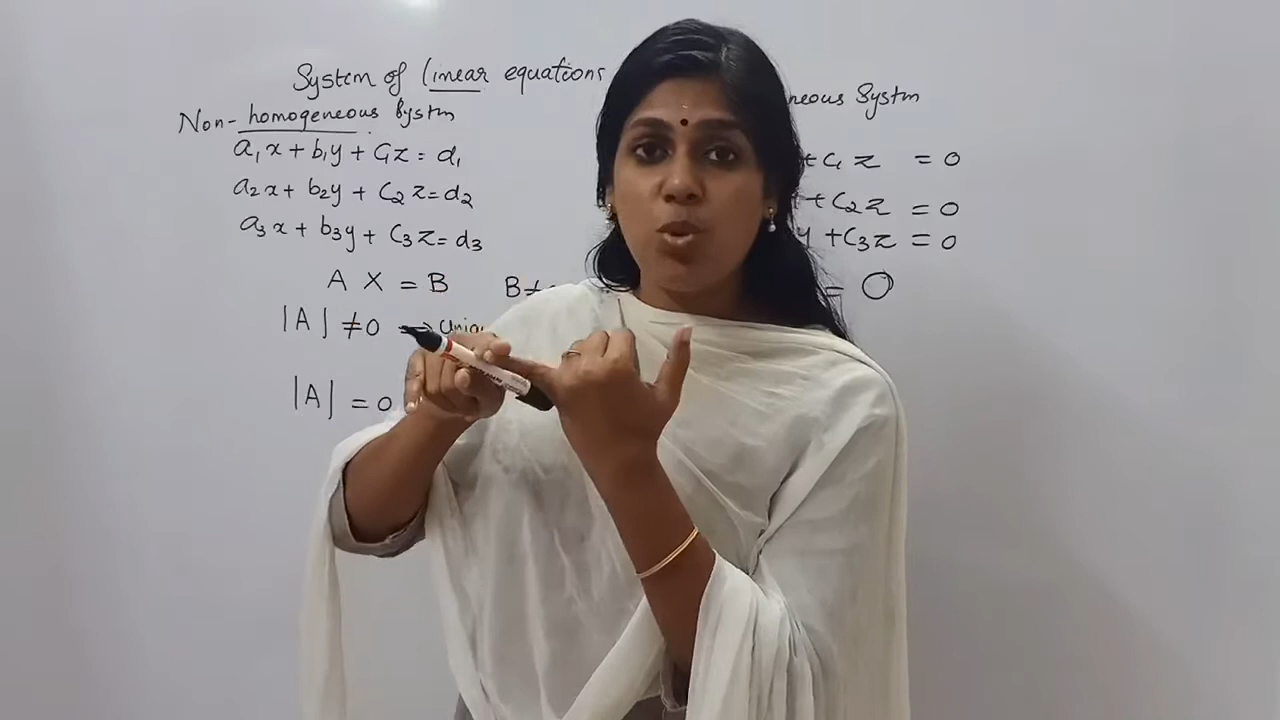 System of linear equations
Non-homogeneous System
a₁x + b₁y + c₁z = d₁
a₂x + b₂y + c₂z = d₂
a₃x + b₃y + c₃z = d₃
A X = B B≠
|A| ≠ 0 ⇒
|A| = 0
neous System
+ c₁z = 0
+ c₂z = 0
y + c₃z = 0
= 0